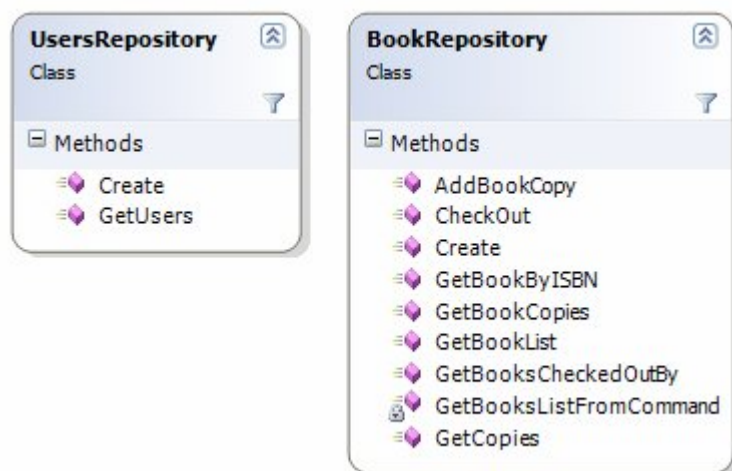 UsersRepository
Class
Methods
Create
GetUsers
BookRepository
Class
Methods
AddBookCopy
CheckOut
Create
GetBookByISBN
GetBookCopies
GetBookList
GetBooksCheckedOutBy
GetBooksListFromCommand
GetCopies